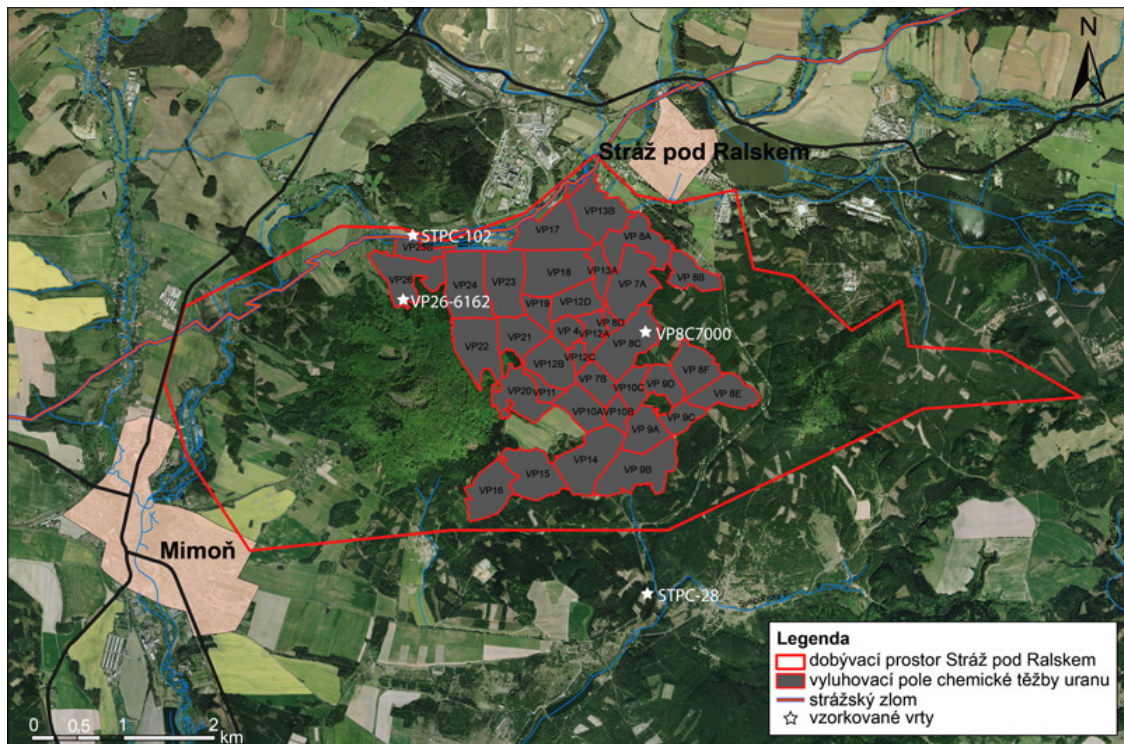 N
Stráž pod Ralskem
VP13B
VP17
VP 8A
STPC-102
VP25B
VP26
VP24
VP23
VP18
VP13A
VP 7A
VP 8B
VP26-6162
VP19
VP12D
VP 8D
VP 4
VP12A
VP8C7000
VP22
VP21
VP 8C
VP12C
VP12B
VP 8F
VP 7B
VP10C
VP 9D
VP20
VP11
VP 8E
VP10A
VP10B
VP 9C
VP 9A
VP14
VP15
VP 9B
VP16
Mimoň
STPC-28
Legenda
dobývací prostor Stráž pod Ralskem
vyluhovací pole chemické těžby uranu
strážský zlom
vzorkované vrty
0 0,5 1 2
km